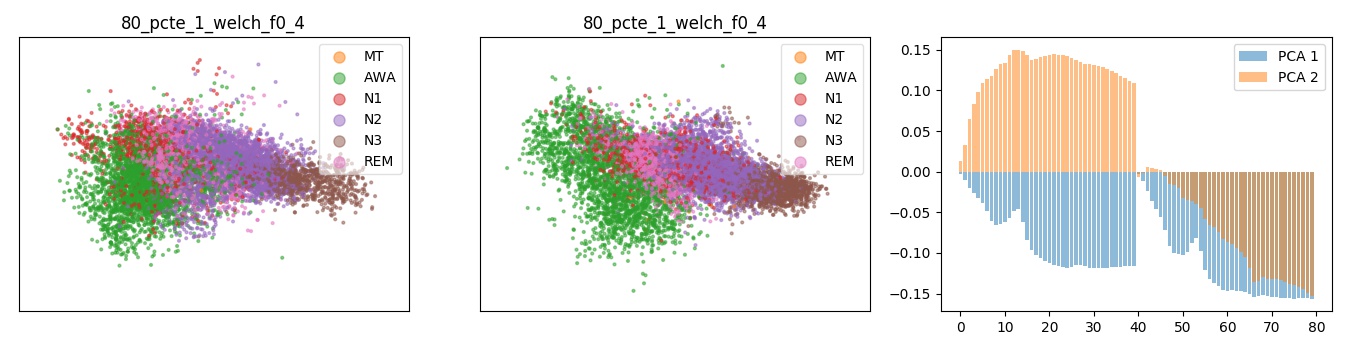 80_pcte_1_welch_f0_4
MT
AWA
N1
N2
N3
REM
80_pcte_1_welch_f0_4
MT
AWA
N1
N2
N3
REM
PCA 1
PCA 2
0.15
0.10
0.05
0.00
−0.05
−0.10
−0.15
0 10 20 30 40 50 60 70 80